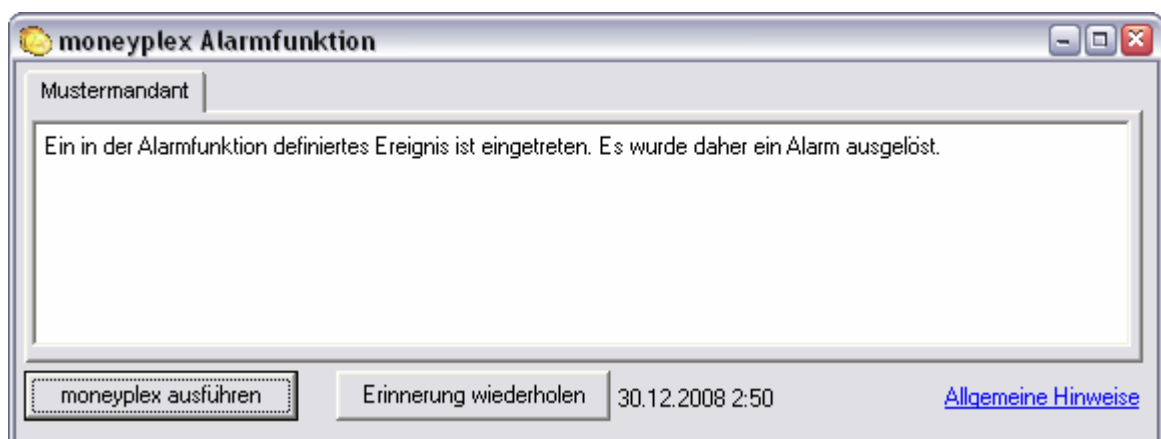 moneyplex Alarmfunktion
Mustermandant
Ein in der Alarmfunktion definiertes Ereignis ist eingetreten. Es wurde daher ein Alarm ausgelöst.
moneyplex ausführen Erinnerung wiederholen 30.12.2008 2:50 Allgemeine Hinweise